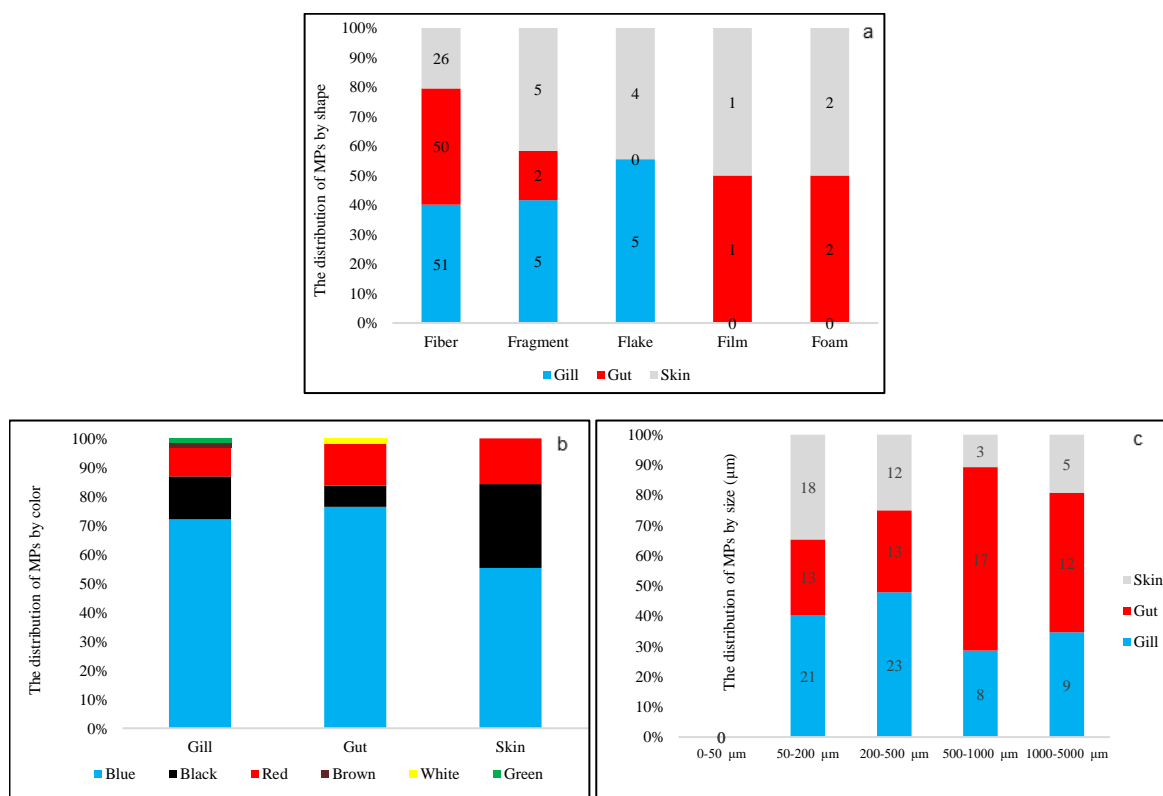 a
The distribution of MPs by shape
100%
90%
80%
70%
60%
50%
40%
30%
20%
10%
0%
26 5 4 1 2
50 2 0 1 2
51 5 5 0 0
Fiber Fragment Flake Film Foam
Gill Gut Skin
b
The distribution of MPs by color
100%
90%
80%
70%
60%
50%
40%
30%
20%
10%
0%
Gill Gut Skin
Blue Black Red Brown White Green
c
The distribution of MPs by size (µm)
100%
90%
80%
70%
60%
50%
40%
30%
20%
10%
0%
18 12 3 5
13 13 17 12
0 21 23 8 9
0-50 µm 50-200 µm 200-500 µm 500-1000 µm 1000-5000 µm
Skin
Gut
Gill